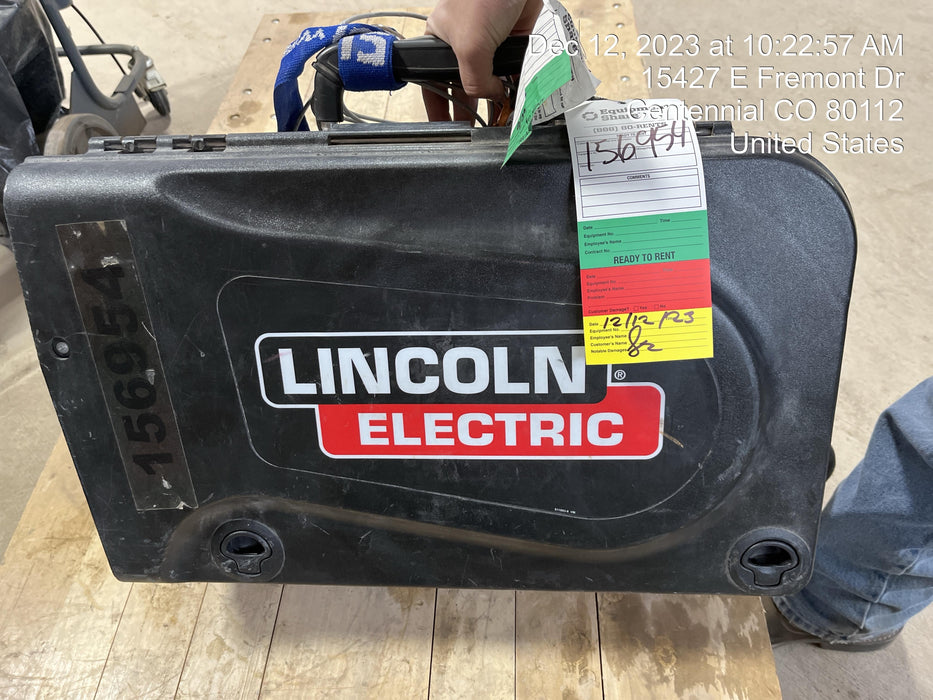 Dec 12, 2023 at 10:22:57 AM
15427 E Fremont Dr
Centennial CO 80112
United States
156954
COMMENTS
Date Time
Equipment No.
Employee's Name
Contract No.
READY TO RENT
Date
Equipment No.
Employee's Name
Problem
Customer Damage? Yes No
Date 12/12/23
Equipment No.
Employee's Name
Customer's Name
Notable Damages
156954
LINCOLN ®
ELECTRIC